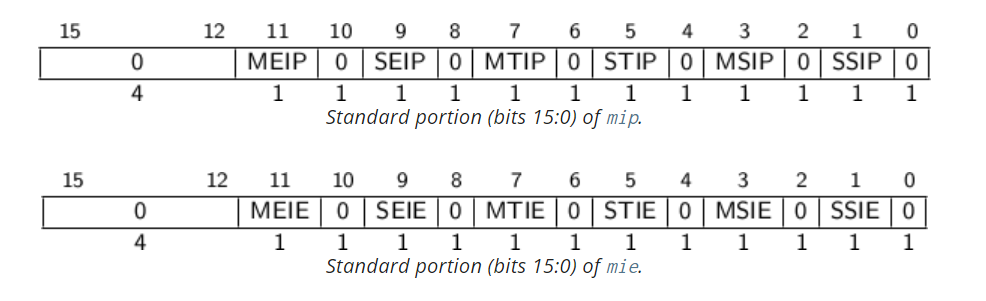 15 12 11 10 9 8 7 6 5 4 3 2 1 0
0 MEIP 0 SEIP 0 MTIP 0 STIP 0 MSIP 0 SSIP 0
4 1 1 1 1 1 1 1 1 1 1 1 1
Standard portion (bits 15:0) of mip.
15 12 11 10 9 8 7 6 5 4 3 2 1 0
0 MEIE 0 SEIE 0 MTIE 0 STIE 0 MSIE 0 SSIE 0
4 1 1 1 1 1 1 1 1 1 1 1 1
Standard portion (bits 15:0) of mie.